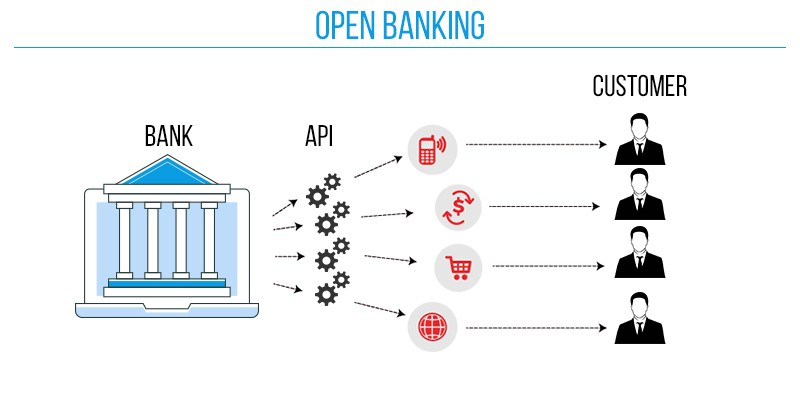 OPEN BANKING
CUSTOMER
BANK
API
$